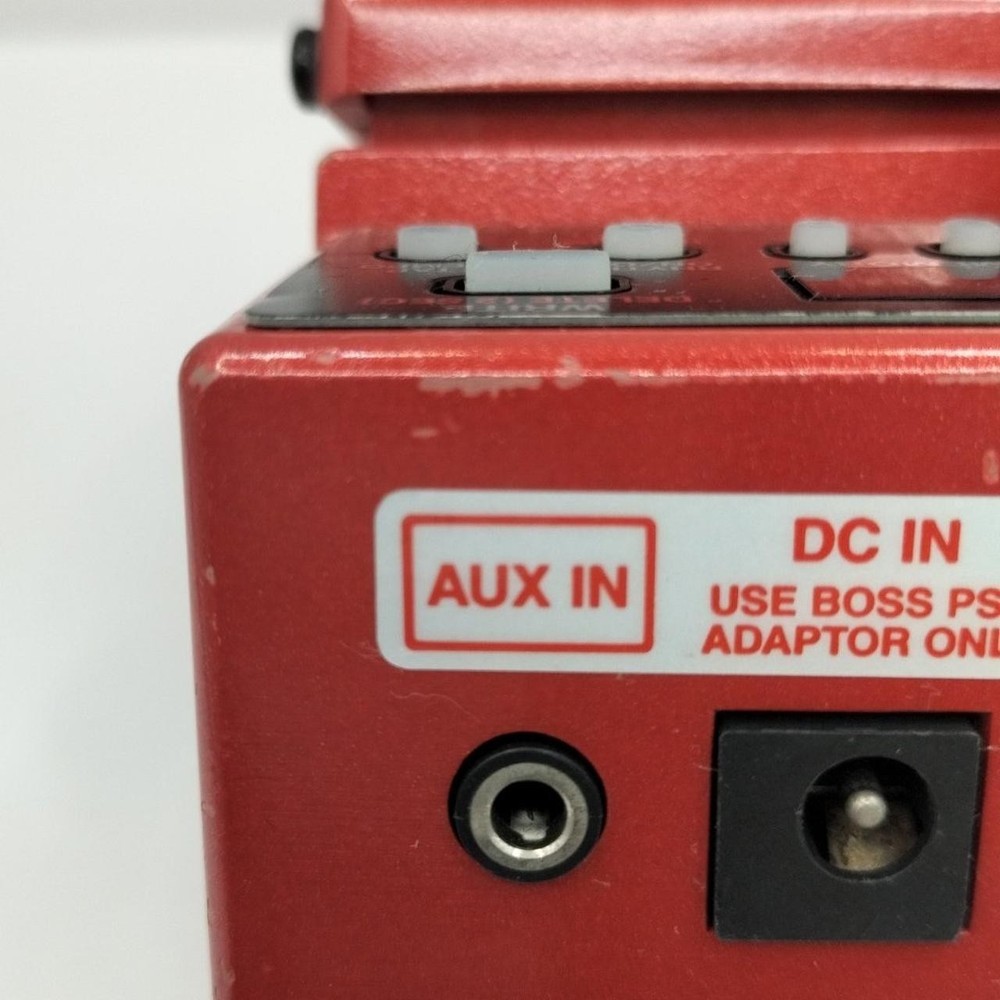 AUX IN
DC IN
USE BOSS PS
ADAPTOR ONL